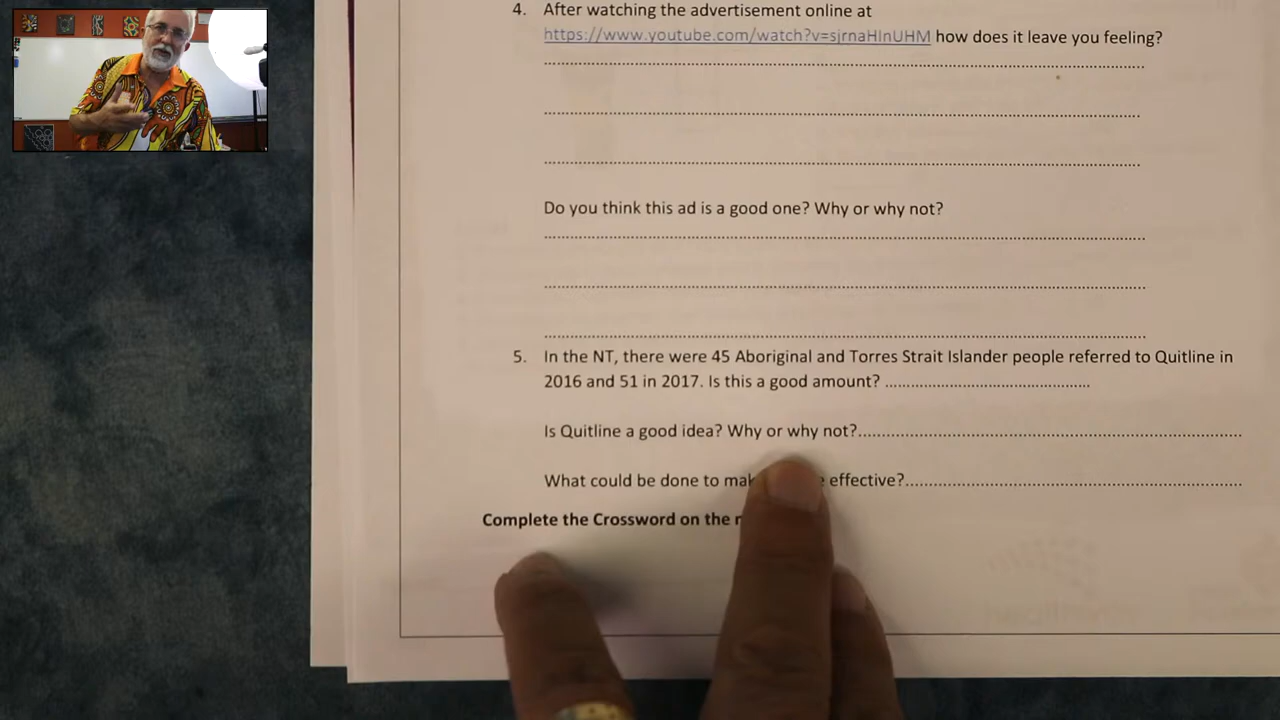 4. After watching the advertisement online at
https://www.youtube.com/watch?v=sjrnaHlnUHM how does it leave you feeling?
Do you think this ad is a good one? Why or why not?
5. In the NT, there were 45 Aboriginal and Torres Strait Islander people referred to Quitline in
2016 and 51 in 2017. Is this a good amount?
Is Quitline a good idea? Why or why not?
What could be done to effective?
Complete the Crossword on the